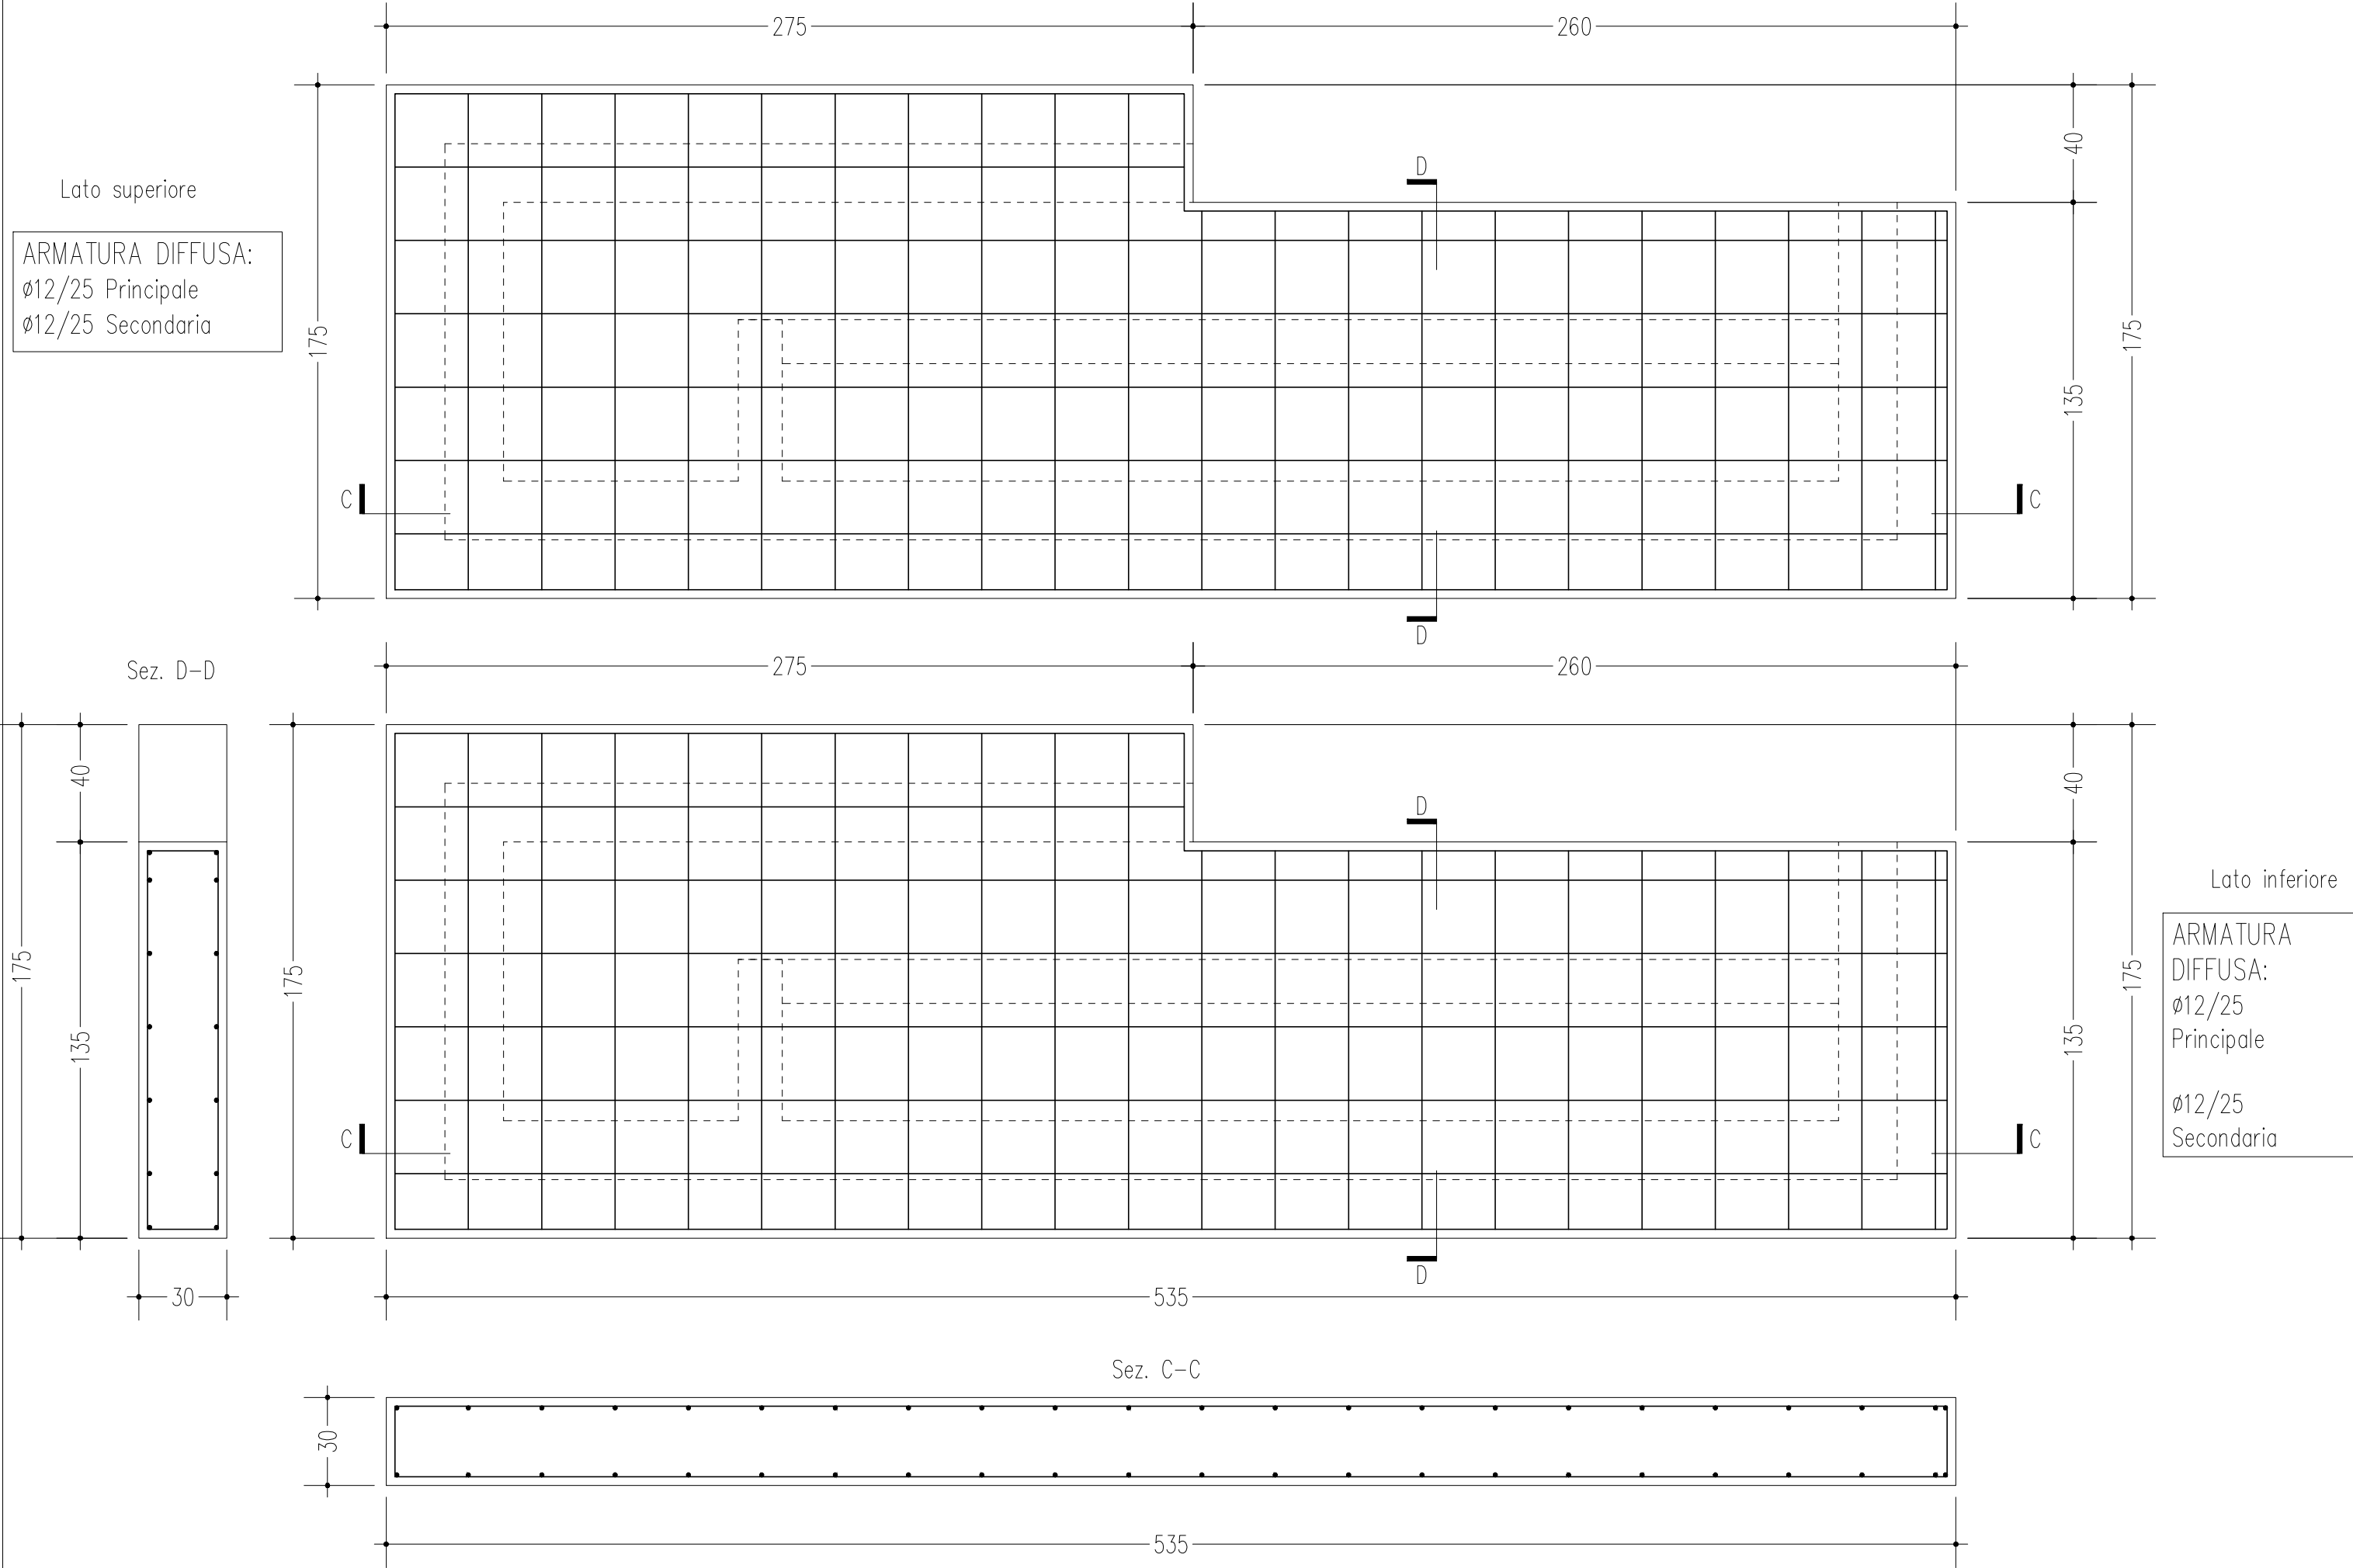 275
260
40
175
Lato superiore
ARMATURA DIFFUSA:
ø12/25 Principale
ø12/25 Secondaria
175
135
D
C
C
D
Sez. D-D
275
260
40
175
135
30
175
D
C
C
D
40
175
135
Lato inferiore
ARMATURA
DIFFUSA:
ø12/25
Principale
ø12/25
Secondaria
535
Sez. C-C
30
535